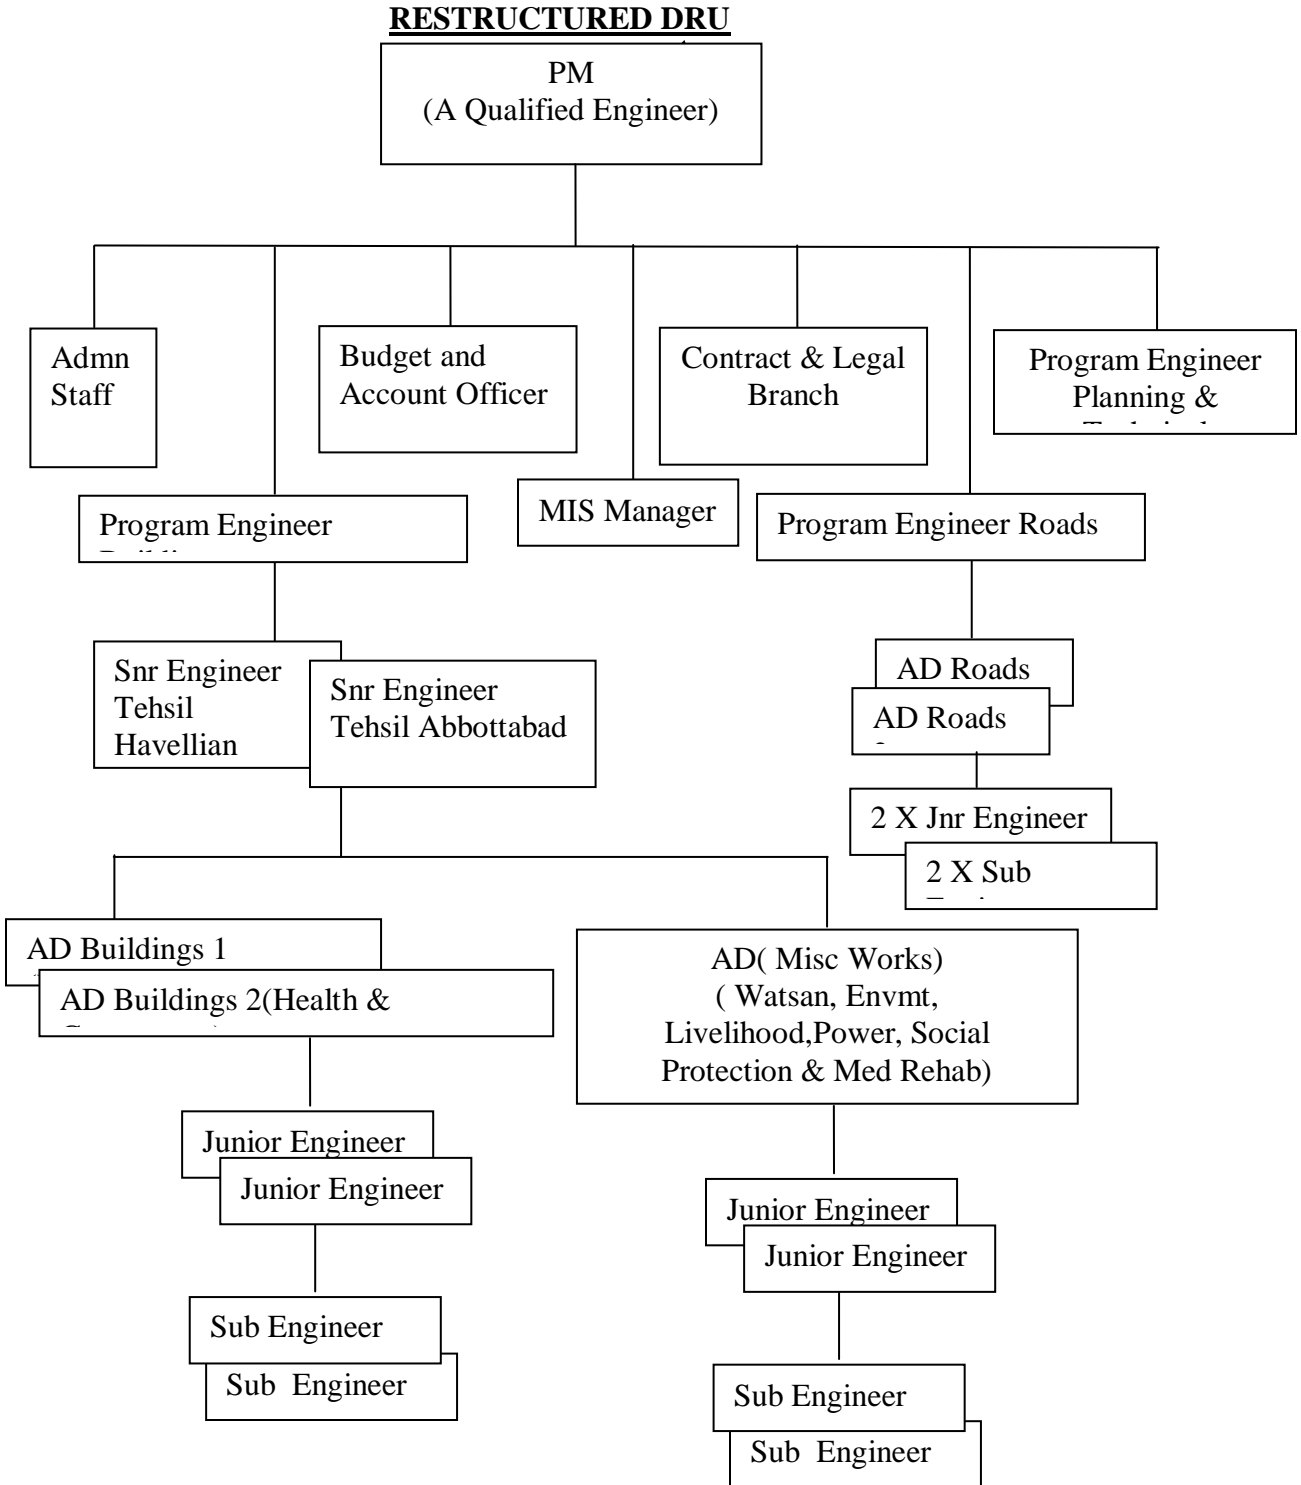 RESTRUCTURED DRU
PM
(A Qualified Engineer)
Admn
Staff
Budget and
Account Officer
Contract & Legal
Branch
Program Engineer
Planning &
MIS Manager
Program Engineer
Program Engineer Roads
Snr Engineer
Tehsil
Havellian
Snr Engineer
Tehsil Abbottabad
AD Roads
AD Roads
2 X Jnr Engineer
2 X Sub
AD Buildings 1
AD Buildings 2(Health &
AD( Misc Works)
( Watsan, Envmt,
Livelihood,Power, Social
Protection & Med Rehab)
Junior Engineer
Junior Engineer
Junior Engineer
Junior Engineer
Sub Engineer
Sub  Engineer
Sub Engineer
Sub  Engineer